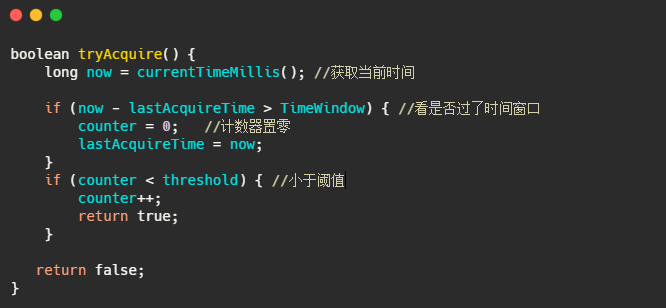 boolean tryAcquire() {
    long now = currentTimeMillis(); //获取当前时间
    if (now - lastAcquireTime > TimeWindow) { //看是否过了时间窗口
        counter = 0;   //计数器置零
        lastAcquireTime = now;
    }
    if (counter < threshold) { //小于阈值
        counter++;
        return true;
    }
   return false;
}